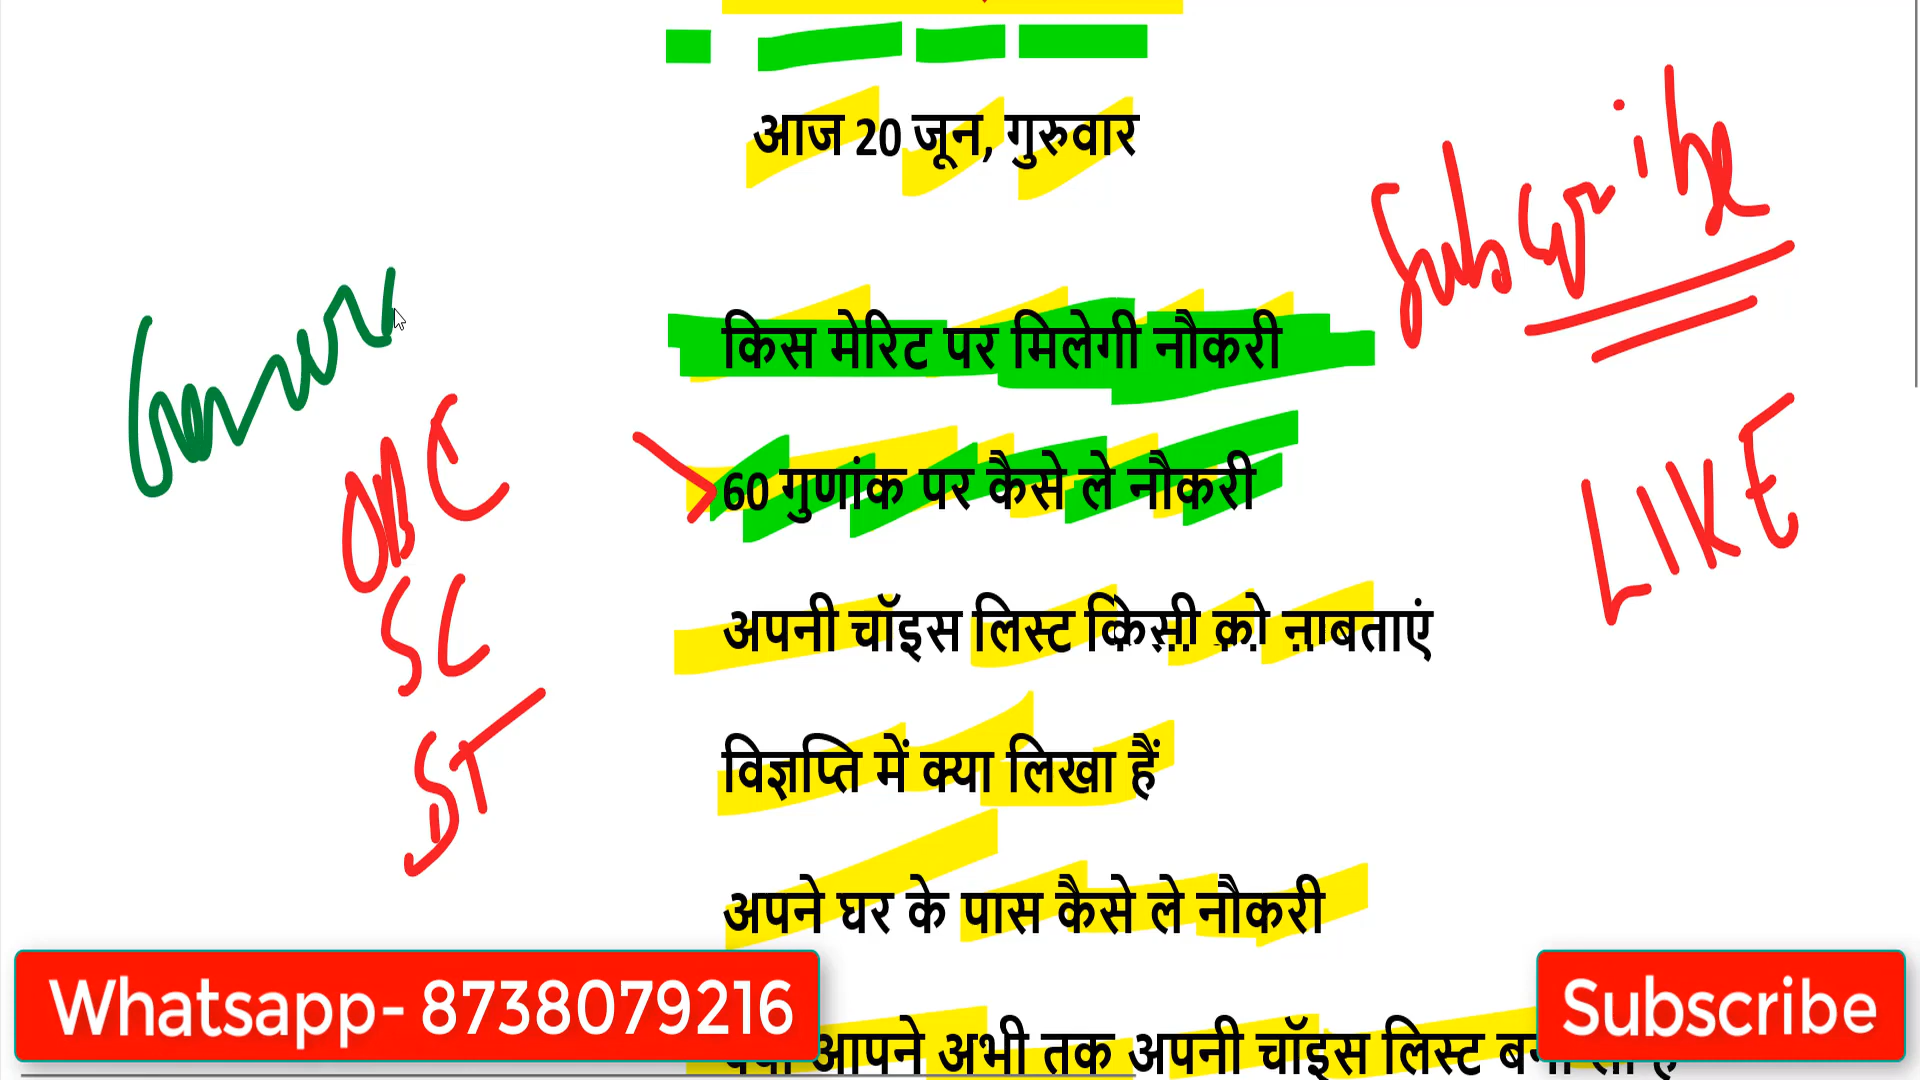 आज 20 जून, गुरुवार
Subscribe
किस मेरिट पर मिलेगी नौकरी
OBC
60 गुणांक पर कैसे ले नौकरी
LIKE
SC
अपनी चॉइस लिस्ट किसी को ना बताएं
ST
विज्ञप्ति में क्या लिखा हैं
अपने घर के पास कैसे ले नौकरी
आपने अभी तक अपनी चॉइस लिस्ट
Whatsapp- 8738079216
Subscribe